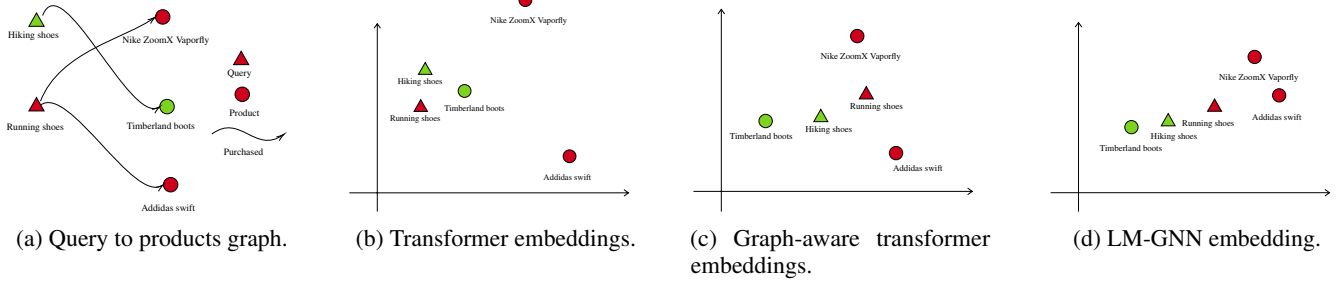 Hiking shoes
Nike ZoomX Vaporfly
Query
Product
Running shoes
Timberland boots
Purchased
Addidas swift
(a) Query to products graph.
Nike ZoomX Vaporfly
Hiking shoes
Timberland boots
Running shoes
Addidas swift
(b) Transformer embeddings.
Nike ZoomX Vaporfly
Running shoes
Timberland boots
Hiking shoes
Addidas swift
(c) Graph-aware transformer
embeddings.
Nike ZoomX Vaporfly
Addidas swift
Running shoes
Hiking shoes
Timberland boots
(d) LM-GNN embedding.